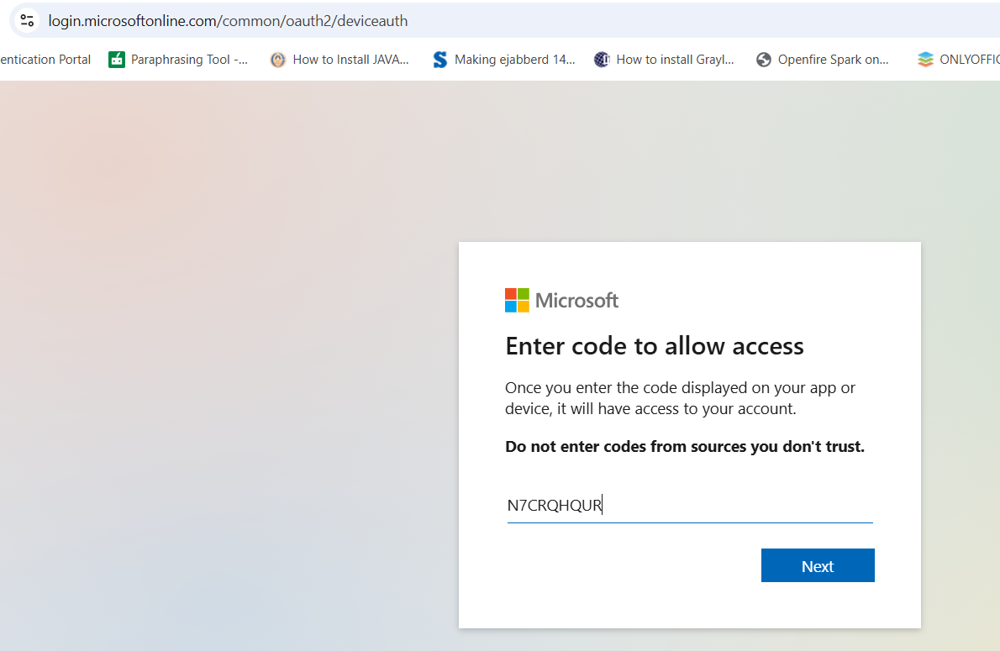 login.microsoftonline.com/common/oauth2/deviceauth
entication Portal Paraphrasing Tool -... How to Install JAVA... Making ejabberd 14... How to install Grayl... Openfire Spark on... ONLYOFFIC
Microsoft
Enter code to allow access
Once you enter the code displayed on your app or
device, it will have access to your account.
Do not enter codes from sources you don't trust.
N7CRQHQUR
Next